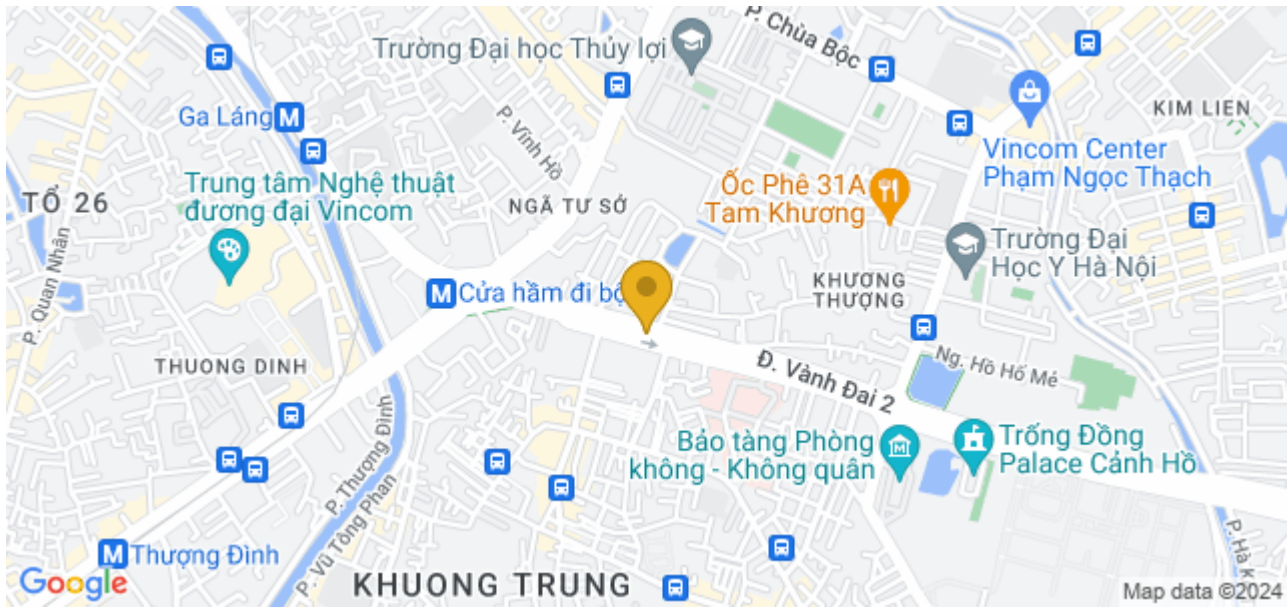 Trường Đại học Thủy lợi
P. Chùa Bộc
KIM LIEN
Ga Láng
M
P. Vĩnh Hồ
Vincom Center
Phạm Ngọc Thạch
Trung tâm Nghệ thuật
đương đại Vincom
TỔ 26
NGÃ TƯ SỞ
Ốc Phê 31A
Tam Khương
Trường Đại
Học Y Hà Nội
P. Quan Nhân
M
Cửa hầm đi bộ
KHƯƠNG
THƯỢNG
THUONG DINH
Đ. Vành Đai 2
Ng. Hồ Hố Mẻ
Bảo tàng Phòng
không - Không quân
Trống Đồng
Palace Cảnh Hồ
P. Thượng Đình
P. Vũ Tông Phan
M
Thượng Đình
KHUONG TRUNG
P. Hà K
Google
Map data ©2024